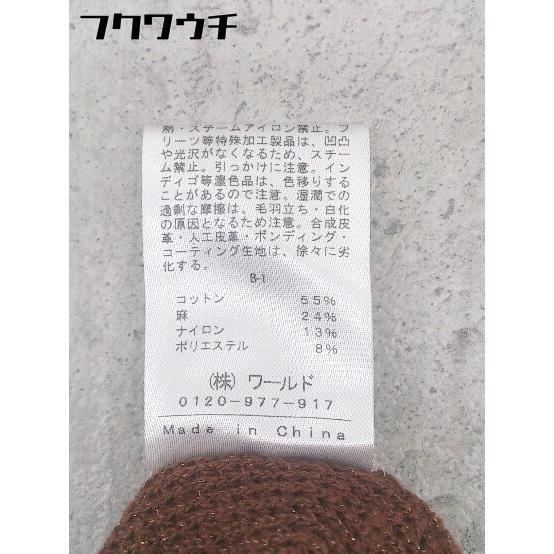 フクワウチ
・スチームアイロン禁止。プ
リーツ等特殊加工製品は、凹凸
や光沢がなくなるため、スチー
ム禁止。引っかけに注意。イン
ディゴ等濃色品は、色移りする
ことがあるので注意。湿潤での
過剰な摩擦は、毛羽立ち・白化
の原因となるため注意。合成皮
革・人工皮革・ボンディング・
コーティング生地は、徐々に劣
化する。
B-1
コットン 55%
麻 24%
ナイロン 13%
ポリエステル 8%
(株) ワールド
0120-977-917
Made in China